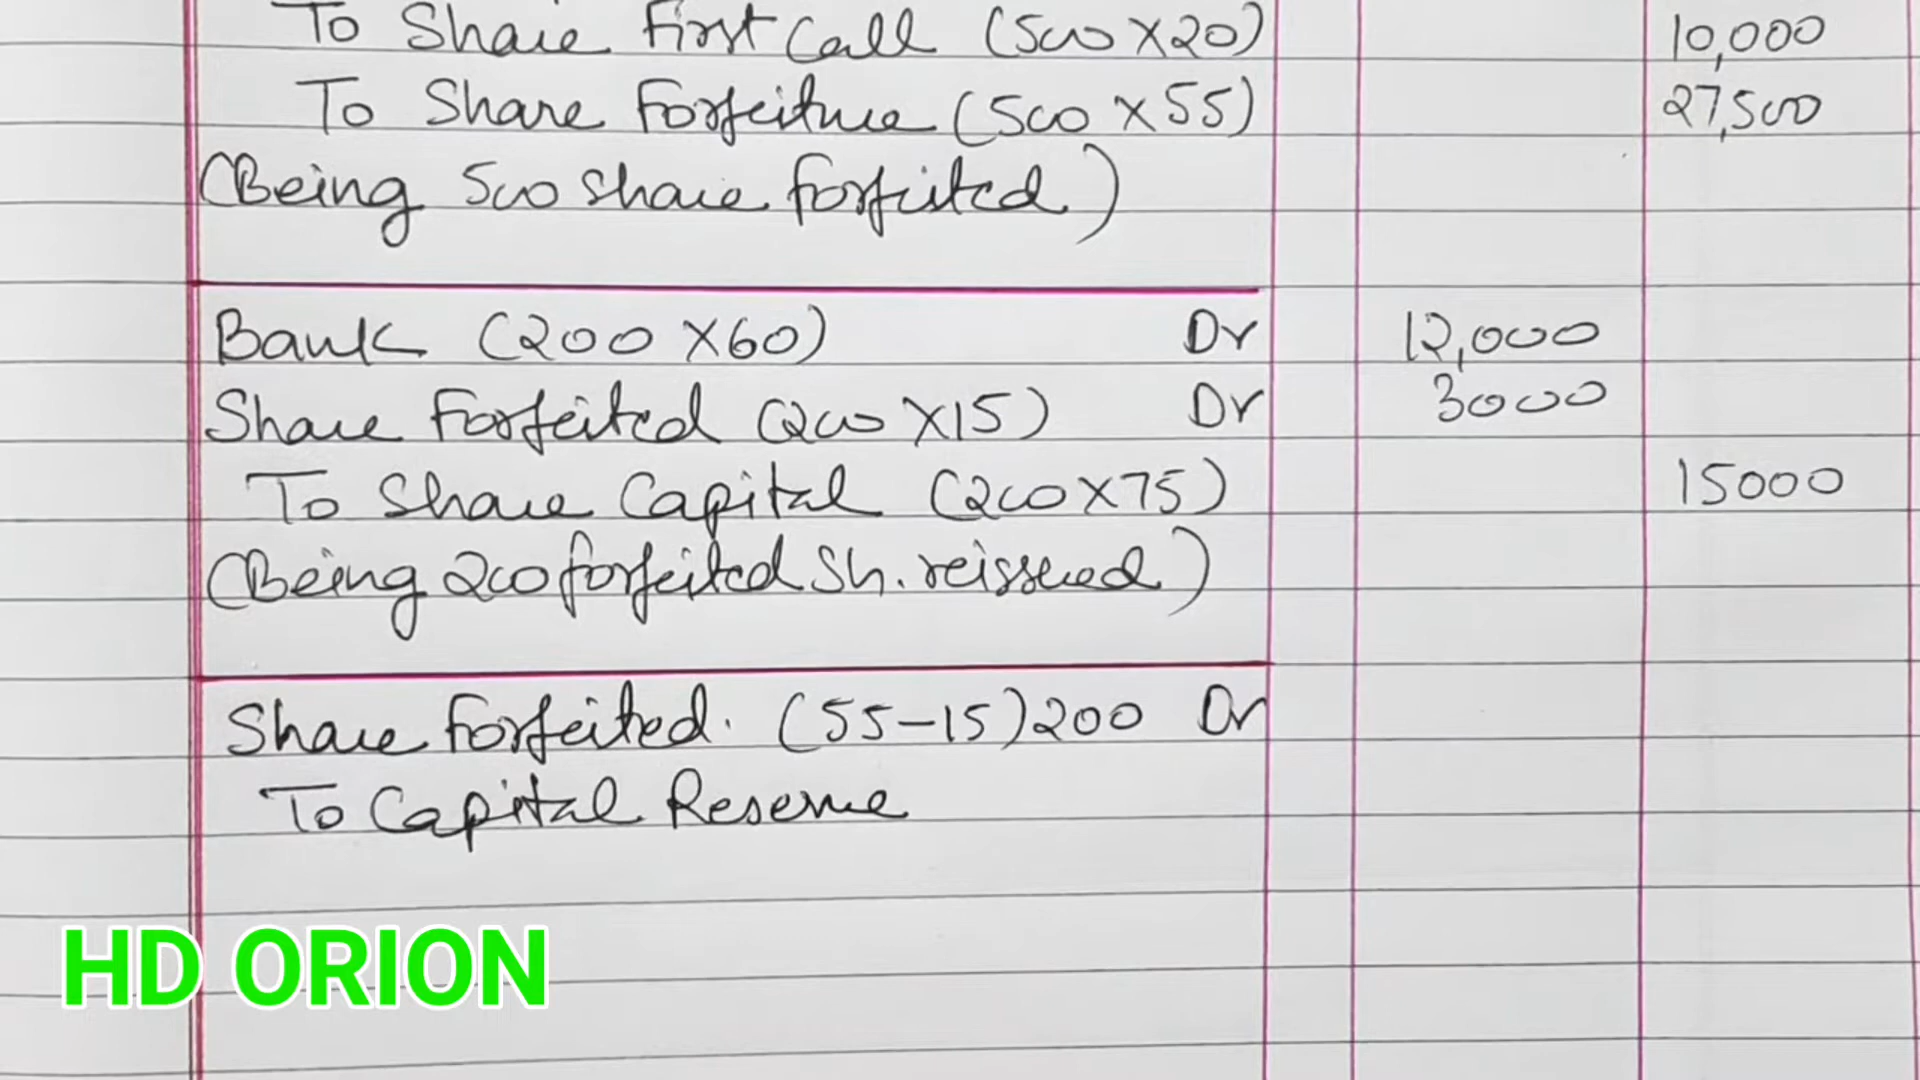 To Share First Call (500 X 20) 10,000
To Share Forfeiture (500 X 55) 27,500
(Being 500 share forfeited)
Bank (200 X 60) Dr 12,000
Share Forfeited (200 X 15) Dr 3000
To Share Capital (200 X 75) 15000
(Being 200 forfeited Sh. reissued)
Share Forfeited. (55-15)200 Dr
To Capital Reserve
HD ORION